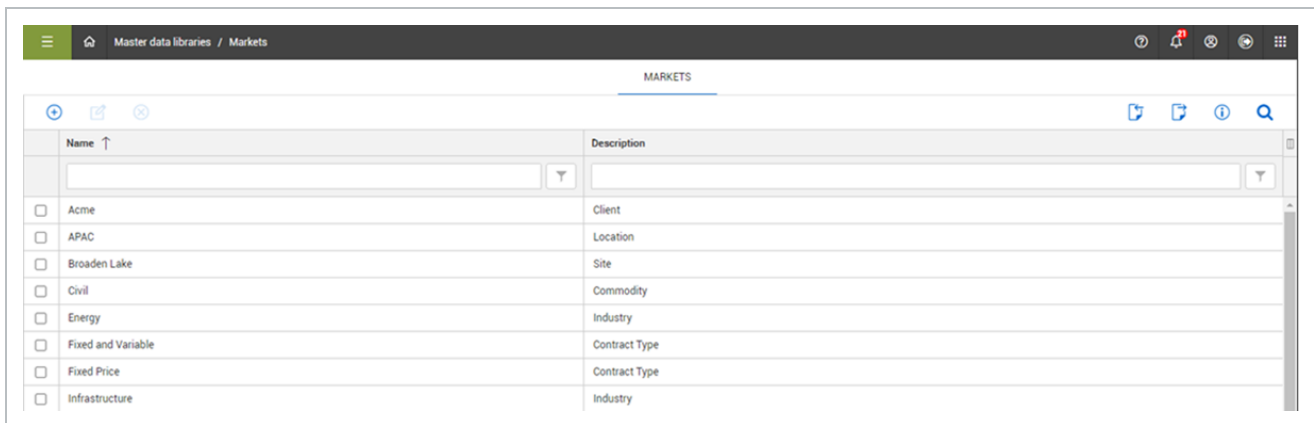 Master data libraries / Markets
21
MARKETS
Name ↑ Description
Acme Client
APAC Location
Broaden Lake Site
Civil Commodity
Energy Industry
Fixed and Variable Contract Type
Fixed Price Contract Type
Infrastructure Industry